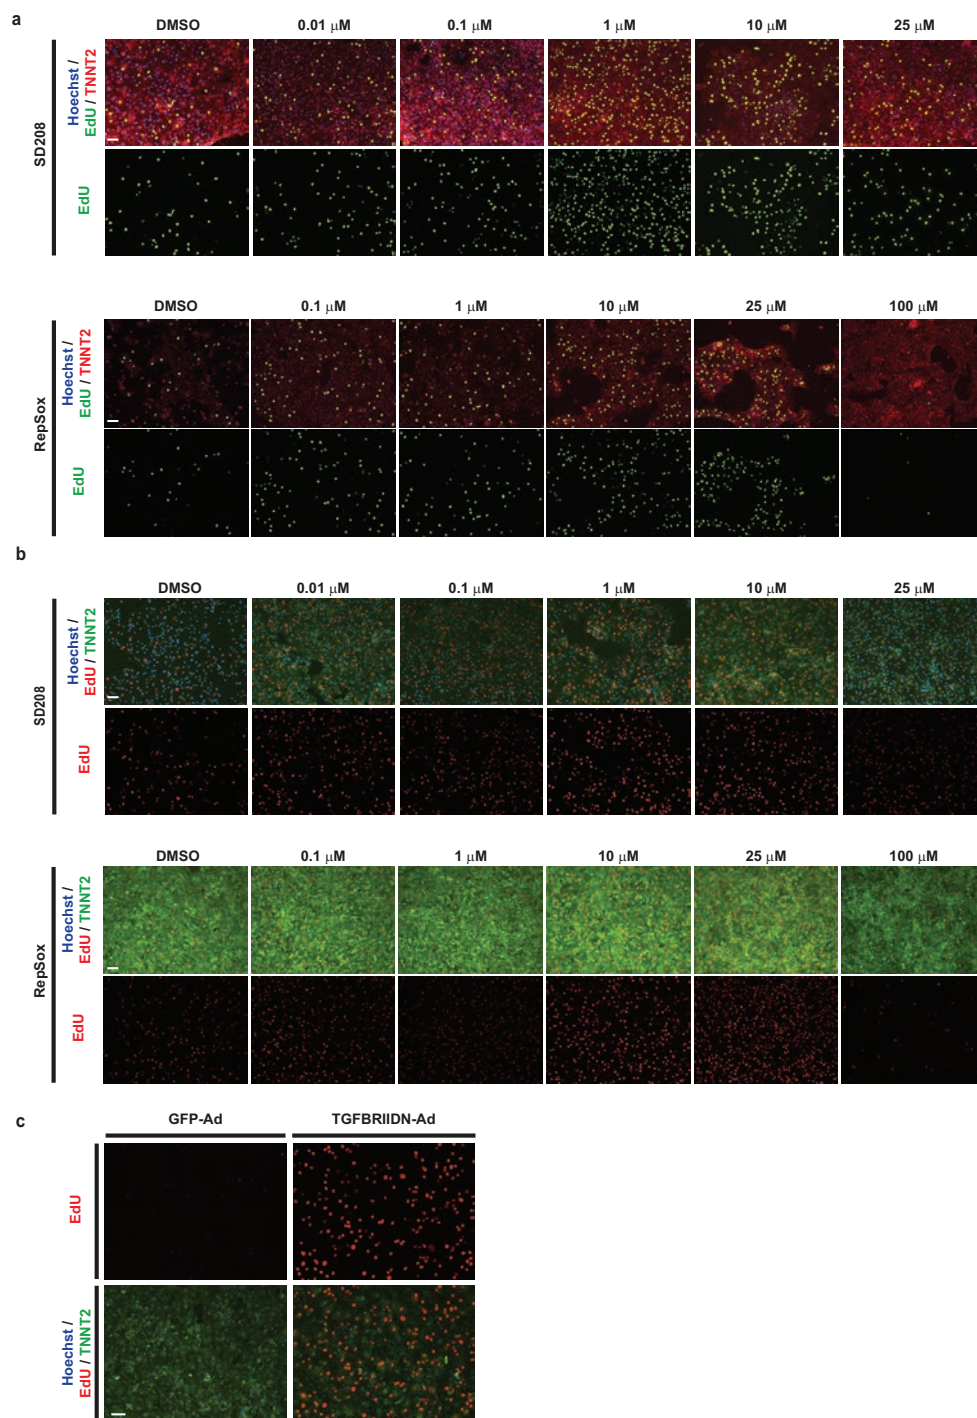 a
DMSO 0.01 μM 0.1 μM 1 μM 10 μM 25 μM
SD208
Hoechst /
EdU / TNNT2
EdU
DMSO 0.1 μM 1 μM 10 μM 25 μM 100 μM
RepSox
Hoechst /
EdU / TNNT2
EdU
b
DMSO 0.01 μM 0.1 μM 1 μM 10 μM 25 μM
SD208
Hoechst /
EdU / TNNT2
EdU
DMSO 0.1 μM 1 μM 10 μM 25 μM 100 μM
RepSox
Hoechst /
EdU / TNNT2
EdU
c
GFP-Ad TGFBRIIDN-Ad
EdU
Hoechst /
EdU / TNNT2